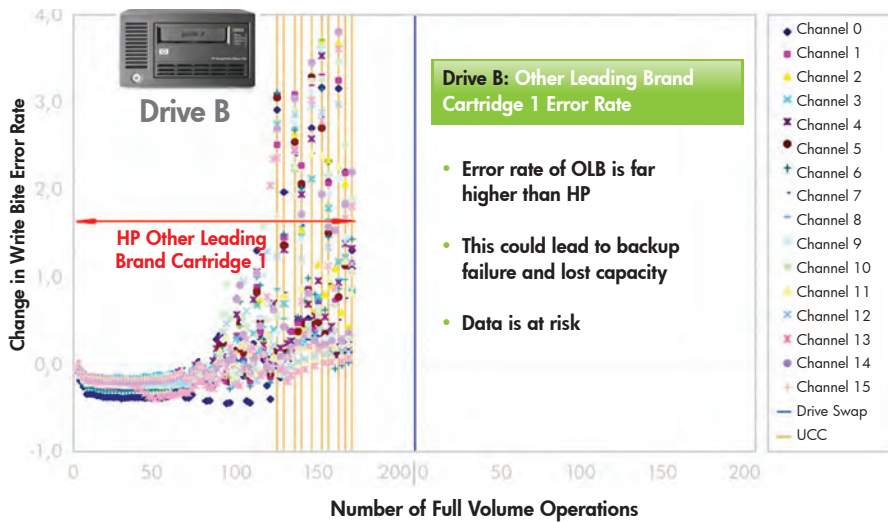 4,0
3,0
2,0
1,0
0,0
-1,0
Change in Write Bite Error Rate
Drive B
HP Other Leading
Brand Cartridge 1
0 50 100 150 200 0 50 100 150 200
Number of Full Volume Operations
Drive B: Other Leading Brand
Cartridge 1 Error Rate
• Error rate of OLB is far
higher than HP
• This could lead to backup
failure and lost capacity
• Data is at risk
Channel 0
Channel 1
Channel 2
Channel 3
Channel 4
Channel 5
Channel 6
Channel 7
Channel 8
Channel 9
Channel 10
Channel 11
Channel 12
Channel 13
Channel 14
Channel 15
Drive Swap
UCC